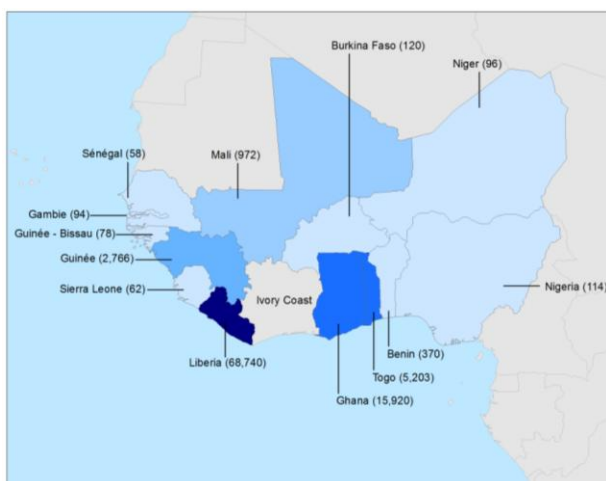 Burkina Faso (120)
Niger (96)
Sénégal (58)
Mali (972)
Gambie (94)
Guinée - Bissau (78)
Guinée (2,766)
Sierra Leone (62)
Ivory Coast
Nigeria (114)
Liberia (68,740)
Benin (370)
Togo (5,203)
Ghana (15,920)